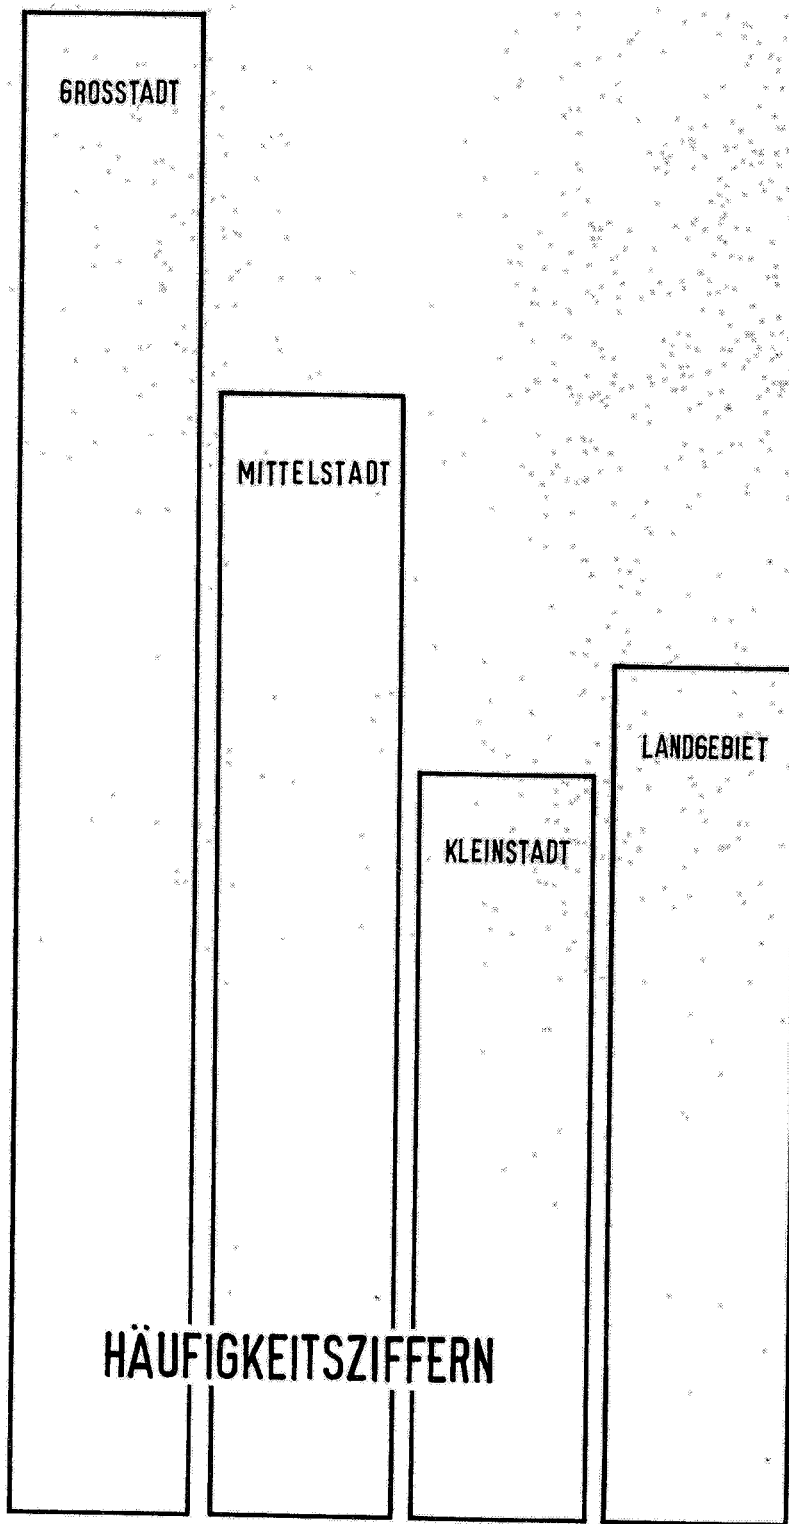 GROSSTADT
MITTELSTADT
LANDGEBIET
KLEINSTADT
HÄUFIGKEITSZIFFERN